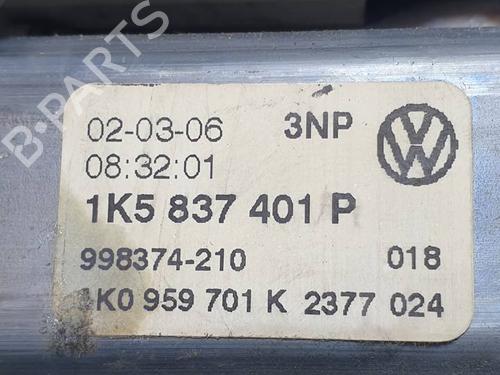 B-PARTS
02-03-06 3NP
08:32:01
1K5 837 401 P
998374-210 018
1K0 959 701 K 2377 024